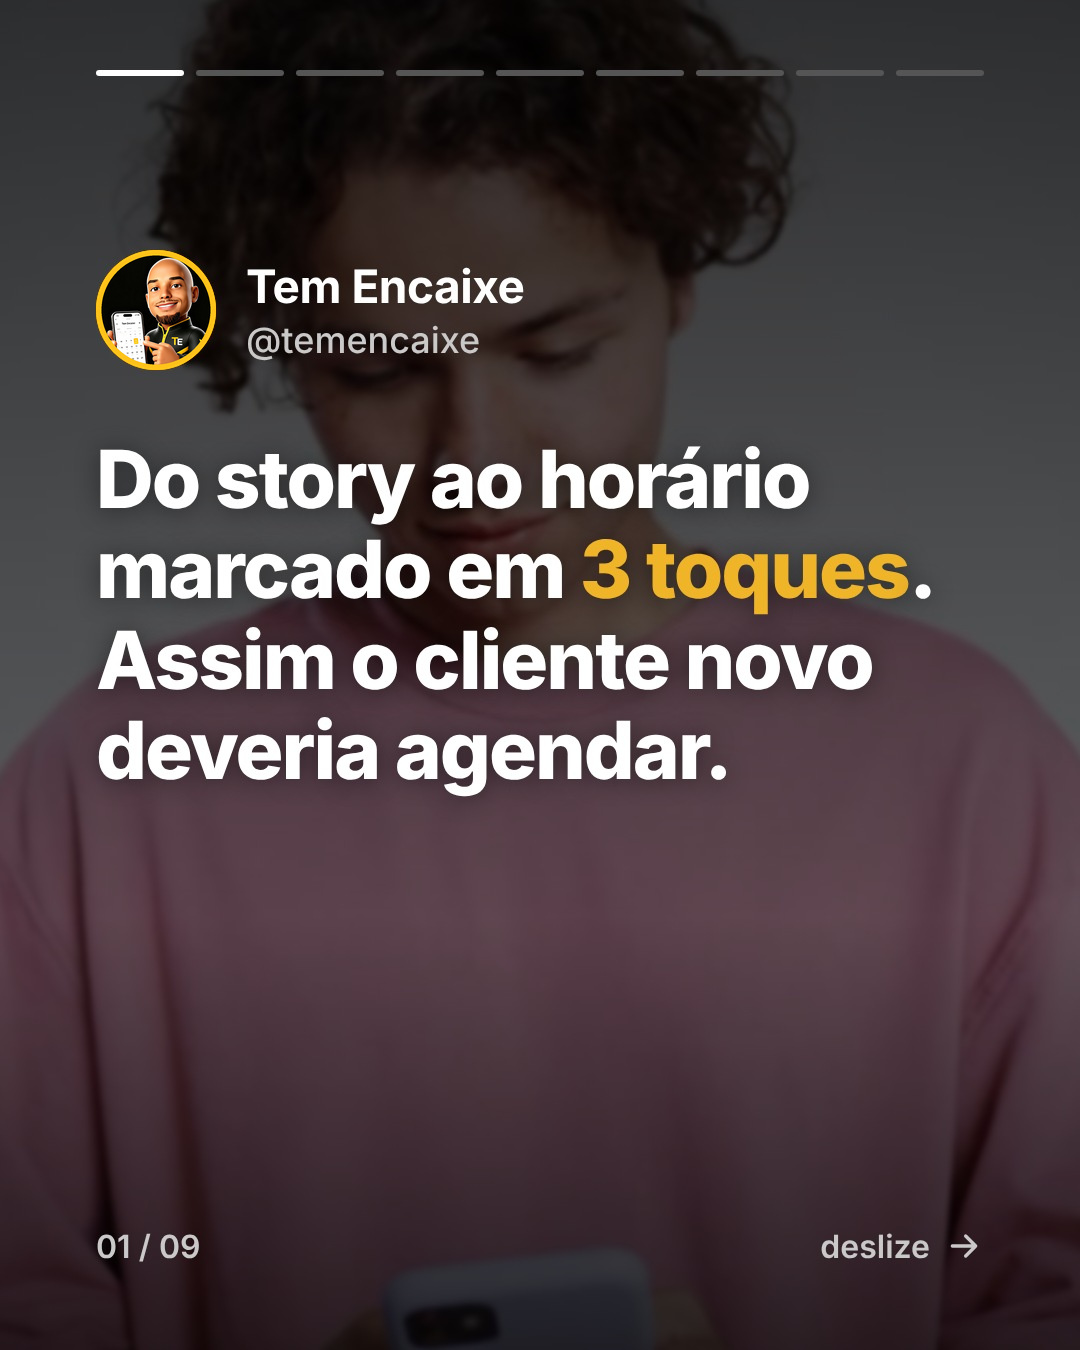 Tem Encaixe
@temencaixe
Do story ao horário
marcado em 3 toques.
Assim o cliente novo
deveria agendar.
01 / 09
deslize →